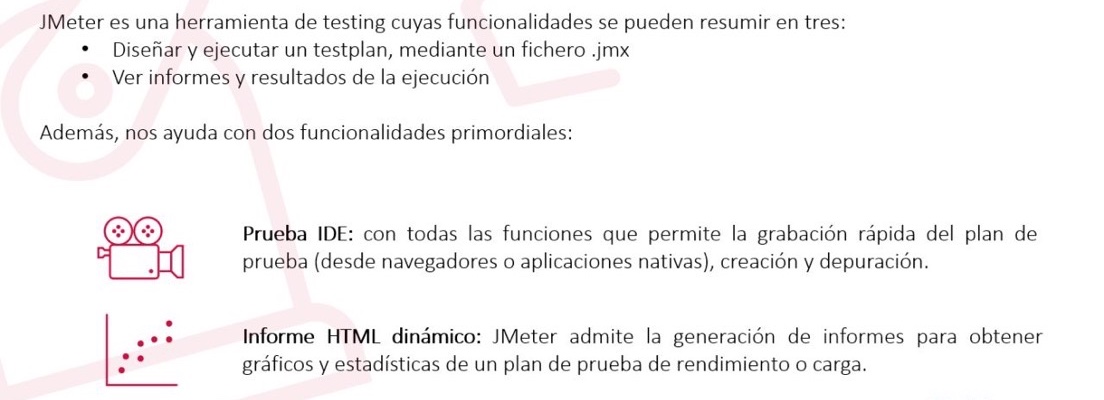 JMeter es una herramienta de testing cuyas funcionalidades se pueden resumir en tres:
• Diseñar y ejecutar un testplan, mediante un fichero .jmx
• Ver informes y resultados de la ejecución
Además, nos ayuda con dos funcionalidades primordiales:
Prueba IDE: con todas las funciones que permite la grabación rápida del plan de
prueba (desde navegadores o aplicaciones nativas), creación y depuración.
Informe HTML dinámico: JMeter admite la generación de informes para obtener
gráficos y estadísticas de un plan de prueba de rendimiento o carga.